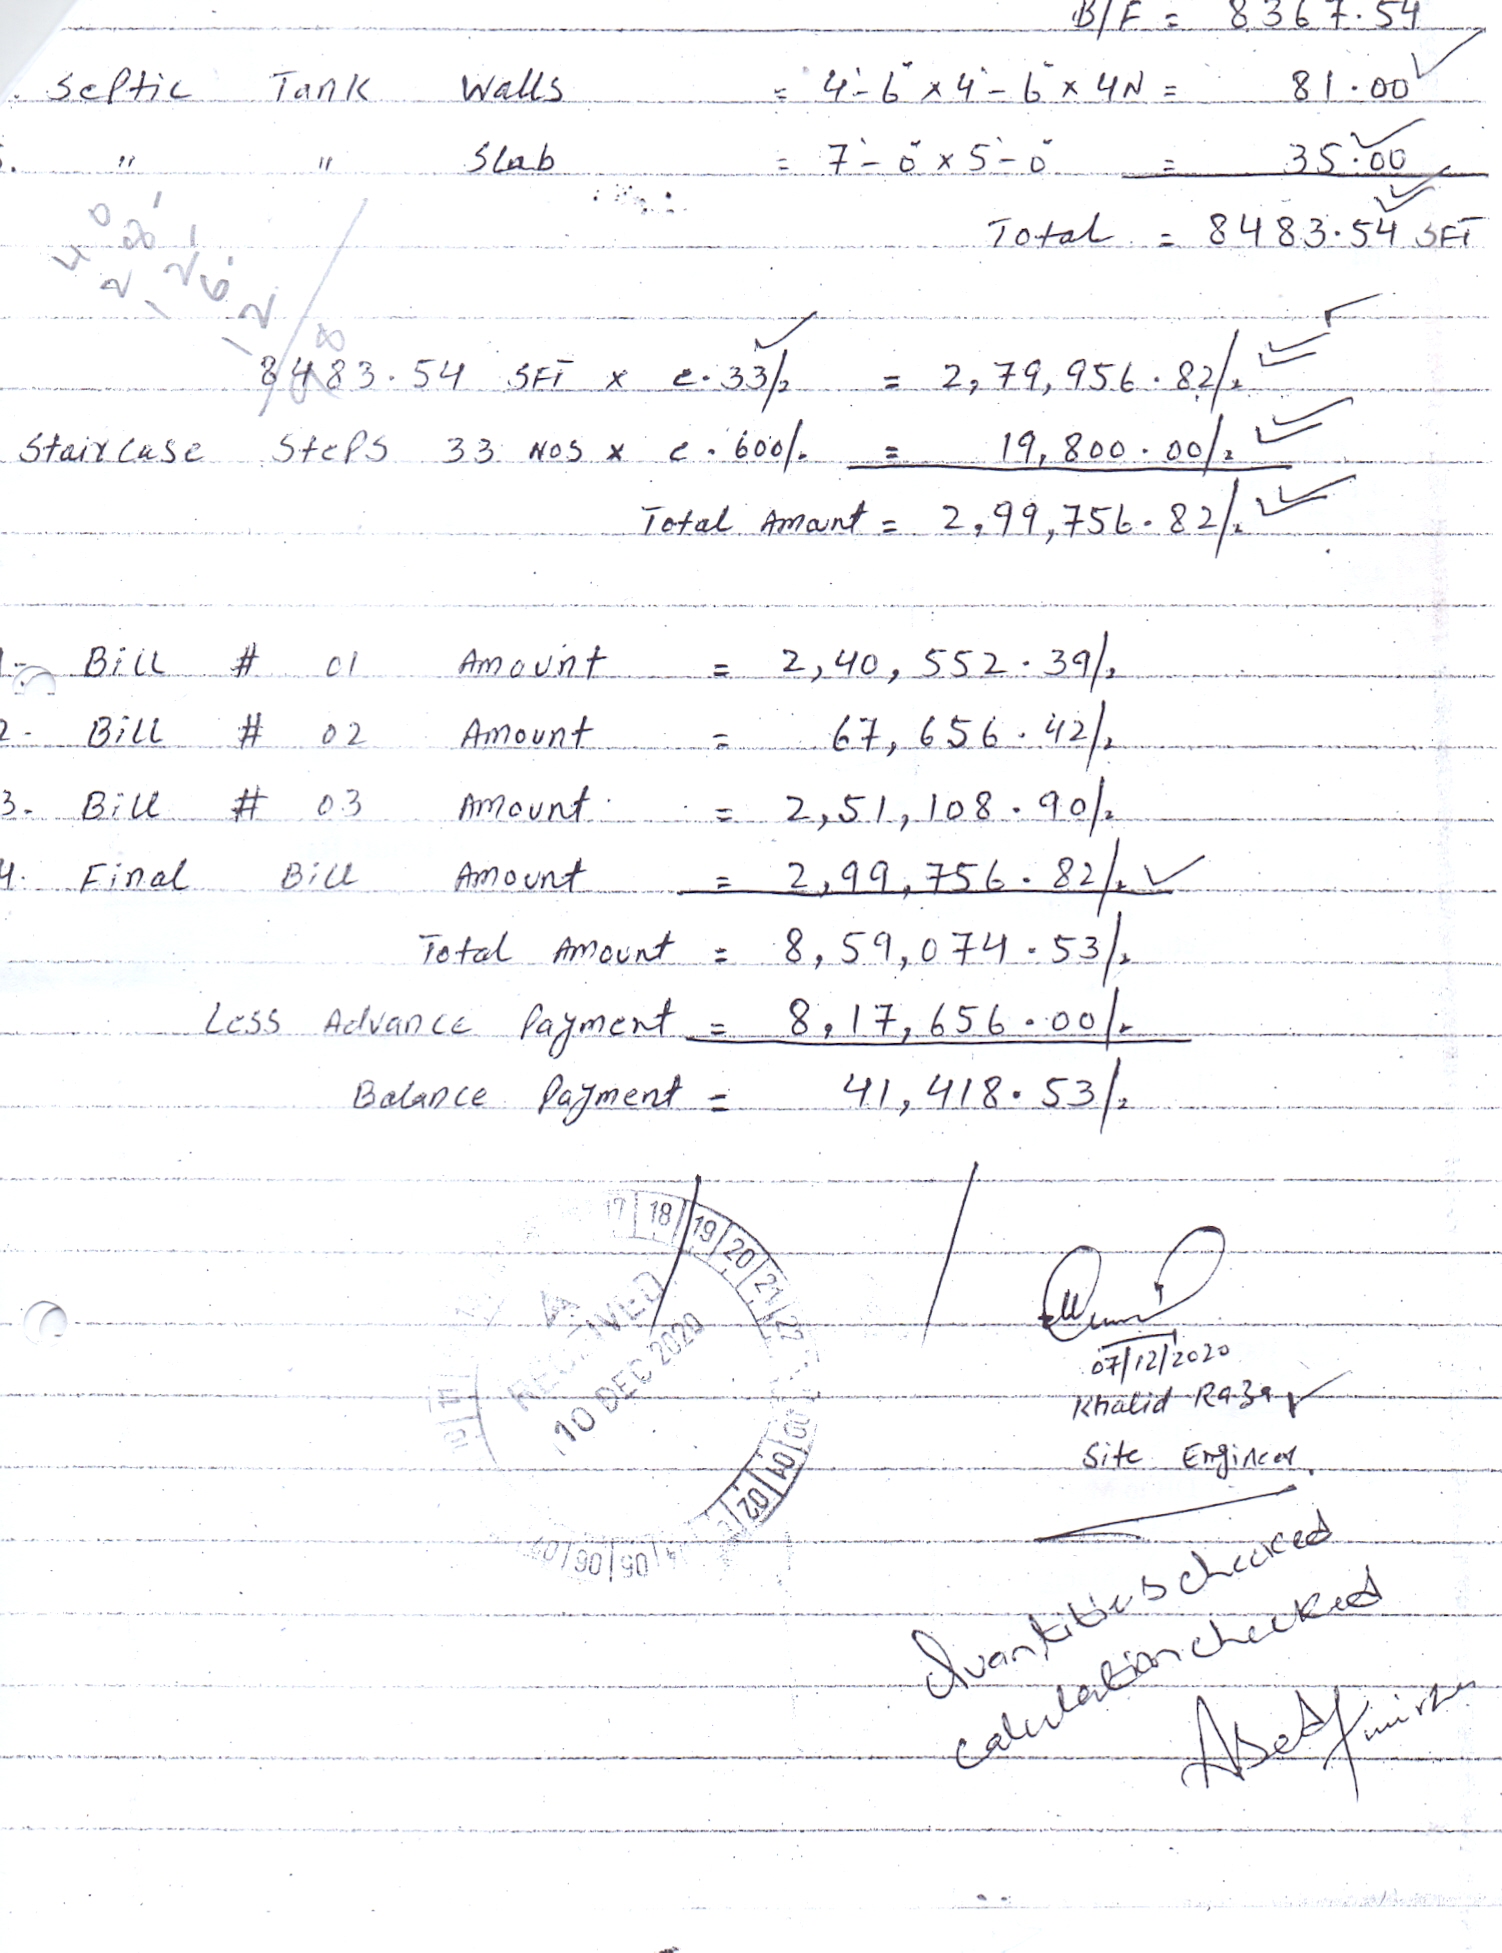 B/F = 8367.54
Septic Tank Walls = 4'-6" x 4'-6" x 4N = 81.00
" " Slab = 7'-0" x 5'-0" = 35.00
Total = 8483.54 SFT
8483.54 SFT x @. 33/- = 2,79,956.82/-
Staircase Steps 33 NOS x @. 600/- = 19,800.00/-
Total Amount = 2,99,756.82/-
1- Bill # 01 Amount = 2,40,552.39/-
2- Bill # 02 Amount = 67,656.42/-
3- Bill # 03 Amount = 2,51,108.90/-
4. Final Bill Amount = 2,99,756.82/-
Total Amount = 8,59,074.53/-
Less Advance Payment = 8,17,656.00/-
Balance Payment = 41,418.53/-
17 18 19 20 21 22
RECEIVED
10 DEC 2020
07/12/2020
Khalid Raza
Site Engineer
Quantities checked
calculation checked